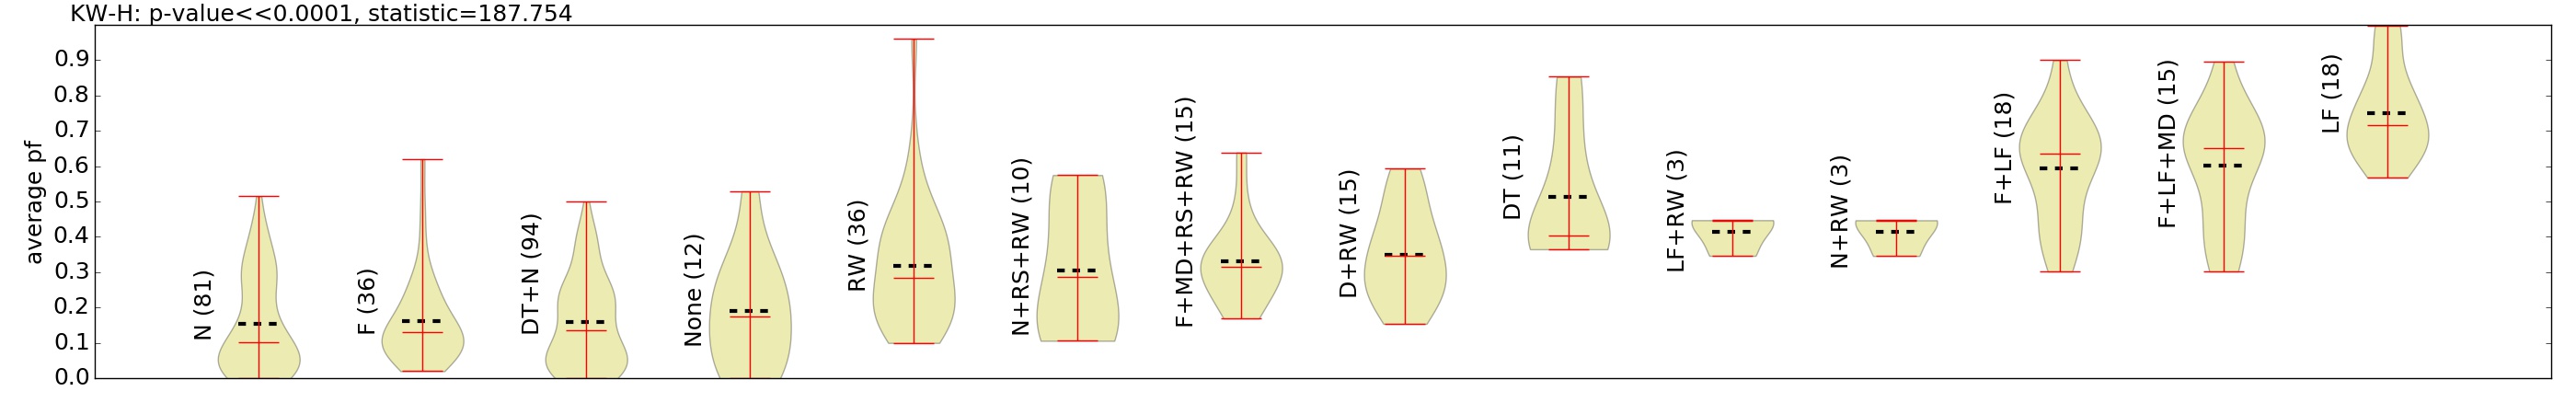 KW-H: p-value<<0.0001, statistic=187.754
average pf
0.9
0.8
0.7
0.6
0.5
0.4
0.3
0.2
0.1
0.0
N (81)
F (36)
DT+N (94)
None (12)
RW (36)
N+RS+RW (10)
F+MD+RS+RW (15)
D+RW (15)
DT (11)
LF+RW (3)
N+RW (3)
F+LF (18)
F+LF+MD (15)
LF (18)